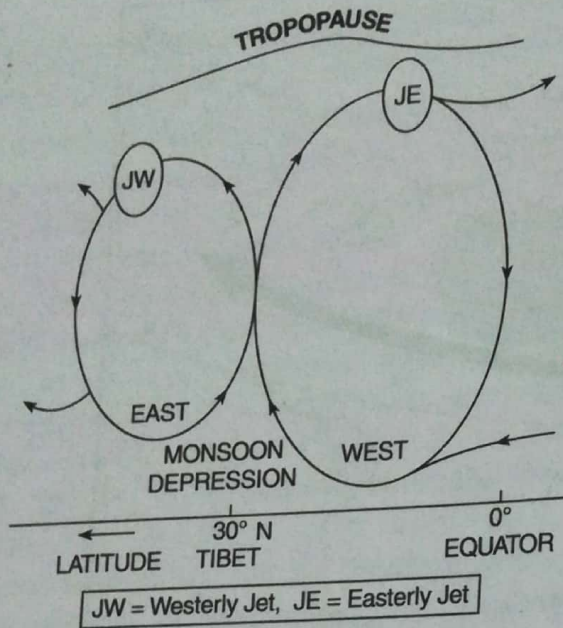 TROPOPAUSE
JE
JW
EAST
MONSOON
DEPRESSION
WEST
30° N
0°
LATITUDE TIBET
EQUATOR
JW = Westerly Jet, JE = Easterly Jet